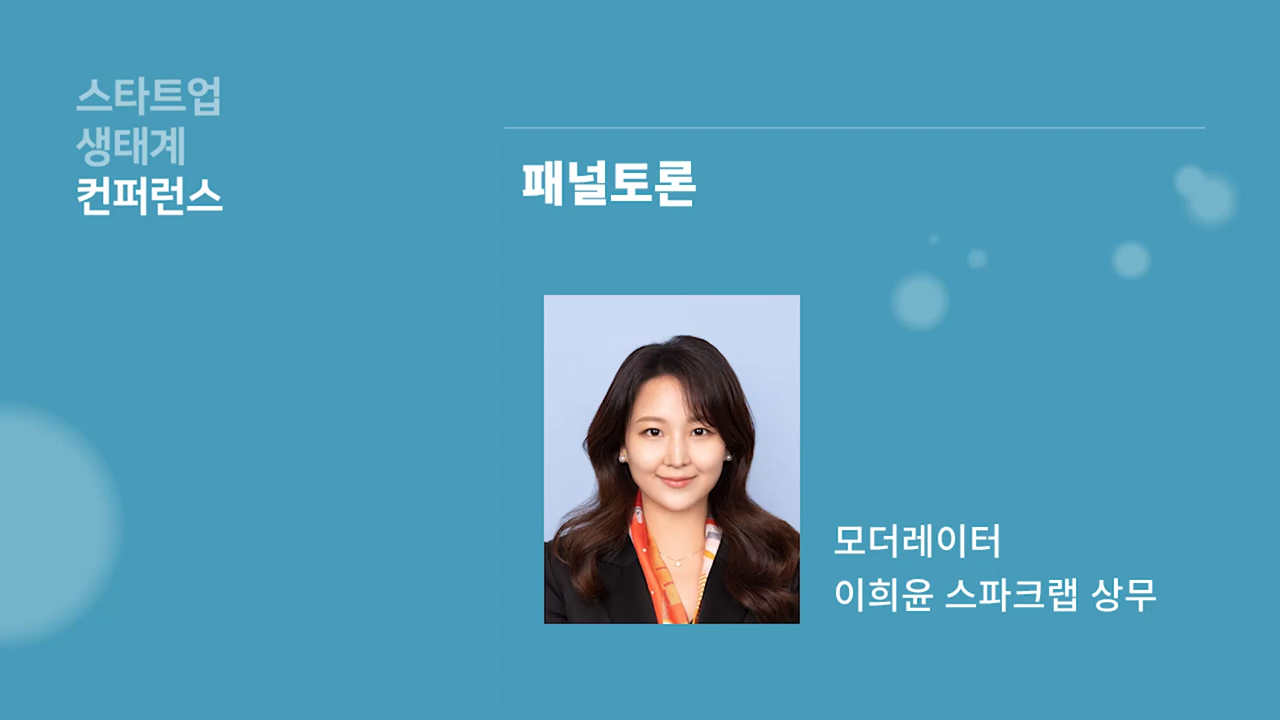 스타트업
생태계
컨퍼런스
패널토론
모더레이터
이희윤 스파크랩 상무